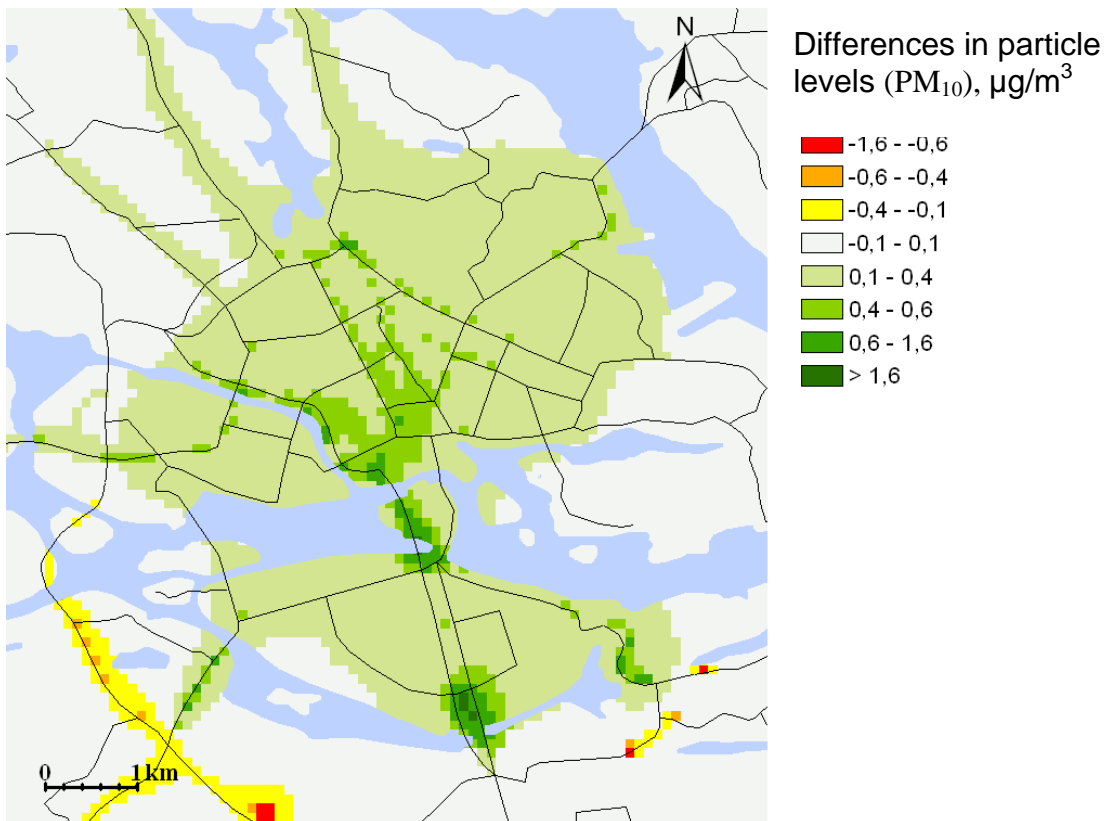 N
Differences in particle
levels (PM₁₀), µg/m³
-1,6 - -0,6
-0,6 - -0,4
-0,4 - -0,1
-0,1 - 0,1
0,1 - 0,4
0,4 - 0,6
0,6 - 1,6
> 1,6
0 1 km